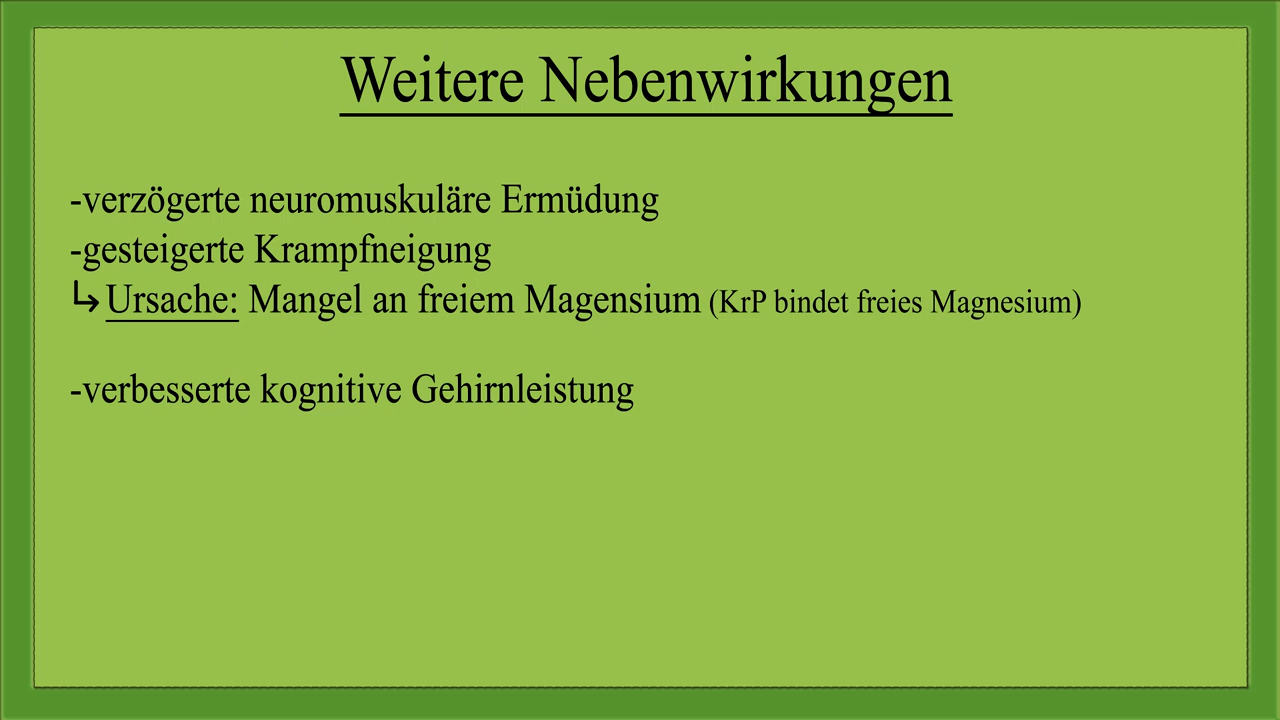 Weitere Nebenwirkungen
-verzögerte neuromuskuläre Ermüdung
-gesteigerte Krampfneigung
↳Ursache: Mangel an freiem Magensium (KrP bindet freies Magnesium)
-verbesserte kognitive Gehirnleistung